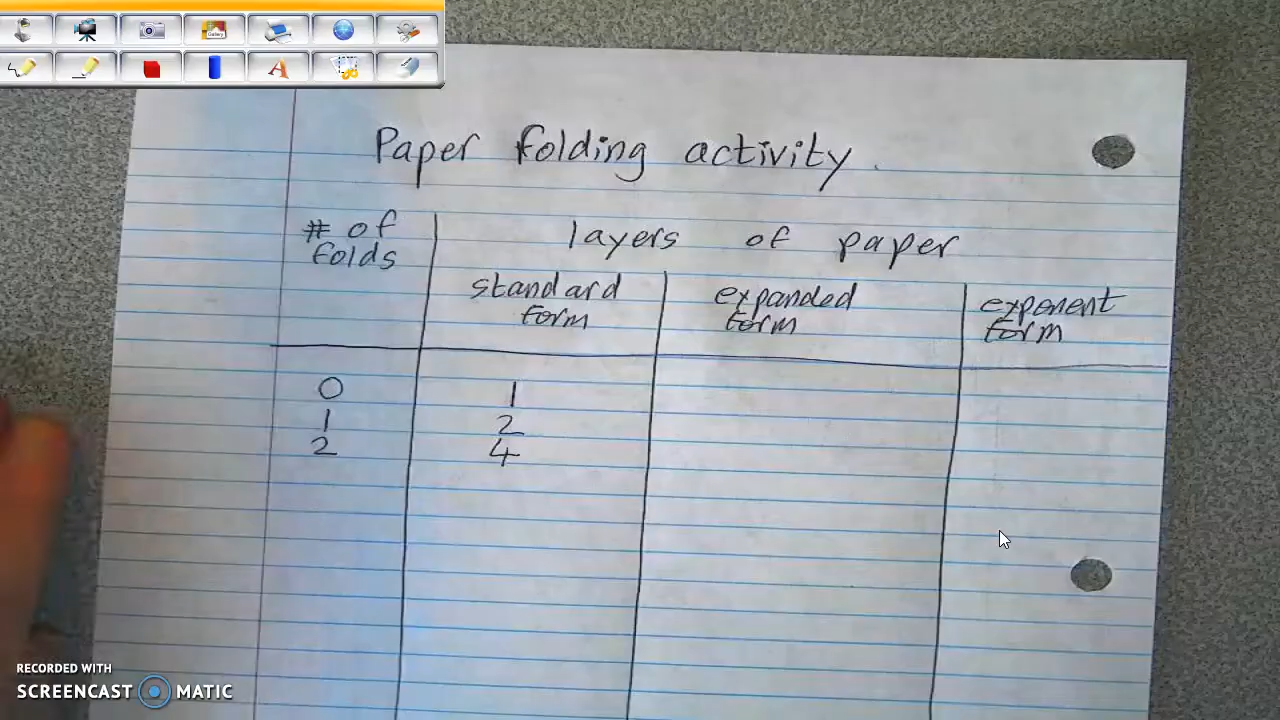 Gallery
A
Paper folding activity.
# of
folds
layers of paper
standard
form
expanded
form
exponent
form
0 1
1 2
2 4
RECORDED WITH
SCREENCAST MATIC